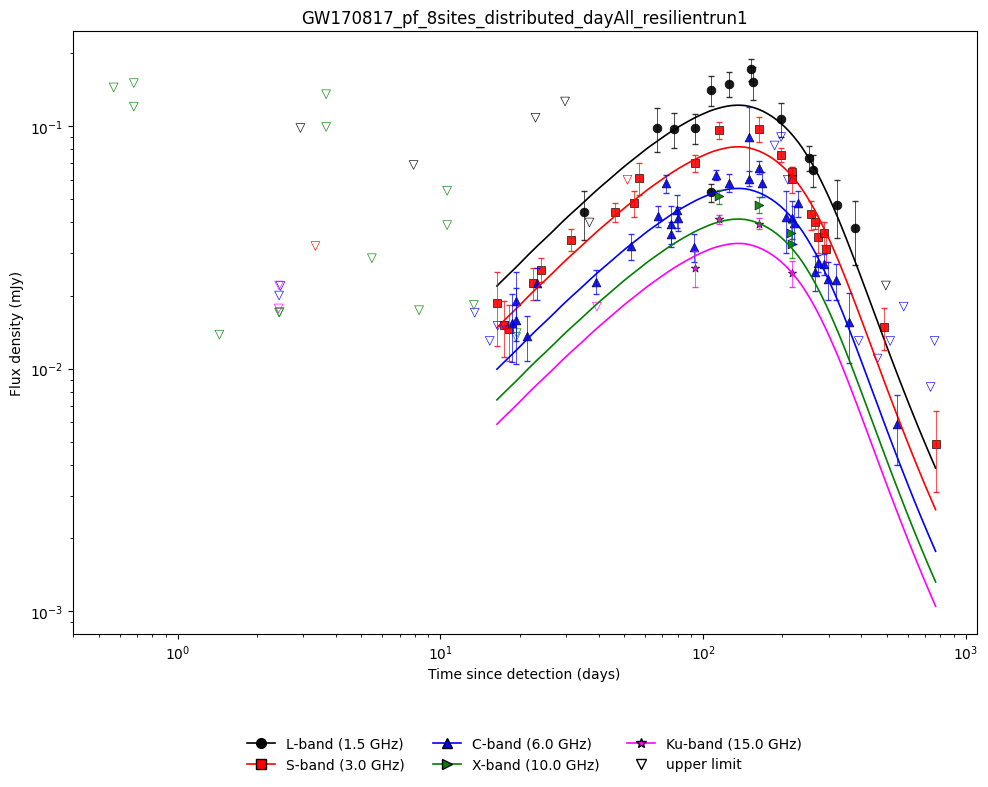 GW170817_pf_8sites_distributed_dayAll_resilientrun1
Flux density (mJy)
10⁻¹
10⁻²
10⁻³
10⁰ 10¹ 10² 10³
Time since detection (days)
L-band (1.5 GHz) C-band (6.0 GHz) Ku-band (15.0 GHz)
S-band (3.0 GHz) X-band (10.0 GHz) upper limit